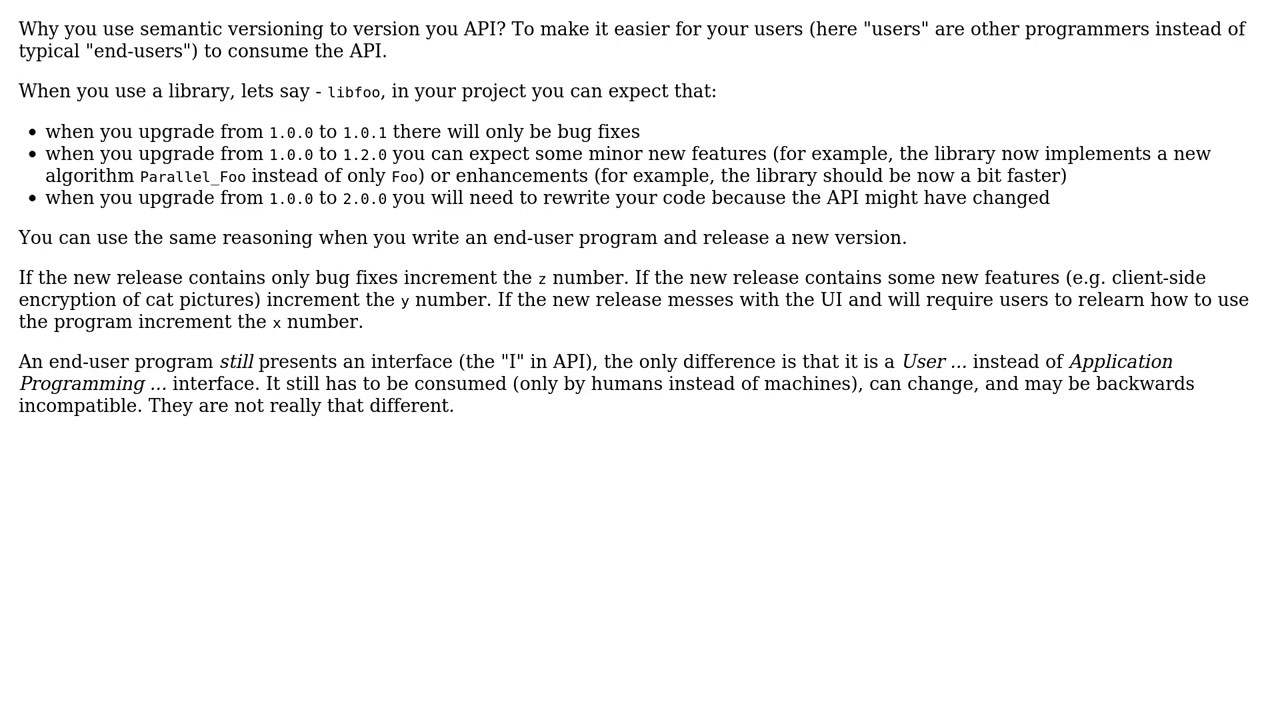 Why you use semantic versioning to version you API? To make it easier for your users (here "users" are other programmers instead of
typical "end-users") to consume the API.
When you use a library, lets say - libfoo, in your project you can expect that:
• when you upgrade from 1.0.0 to 1.0.1 there will only be bug fixes
• when you upgrade from 1.0.0 to 1.2.0 you can expect some minor new features (for example, the library now implements a new
algorithm Parallel_Foo instead of only Foo) or enhancements (for example, the library should be now a bit faster)
• when you upgrade from 1.0.0 to 2.0.0 you will need to rewrite your code because the API might have changed
You can use the same reasoning when you write an end-user program and release a new version.
If the new release contains only bug fixes increment the z number. If the new release contains some new features (e.g. client-side
encryption of cat pictures) increment the y number. If the new release messes with the UI and will require users to relearn how to use
the program increment the x number.
An end-user program still presents an interface (the "I" in API), the only difference is that it is a User ... instead of Application
Programming ... interface. It still has to be consumed (only by humans instead of machines), can change, and may be backwards
incompatible. They are not really that different.